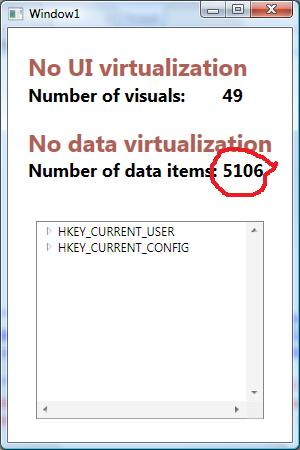 Window1
No UI virtualization
Number of visuals: 49
No data virtualization
Number of data items: 5106
HKEY_CURRENT_USER
HKEY_CURRENT_CONFIG